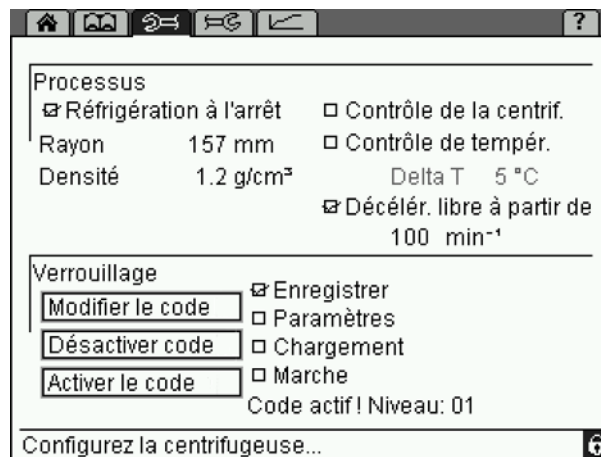 ?
Processus
Réfrigération à l'arrêt
Contrôle de la centrif.
Rayon 157 mm
Contrôle de tempér.
Densité 1.2 g/cm³
Delta T 5 °C
Décélér. libre à partir de
100 min⁻¹
Verrouillage
Modifier le code
Désactiver code
Activer le code
Enregistrer
Paramètres
Chargement
Marche
Code actif ! Niveau: 01
Configurez la centrifugeuse...